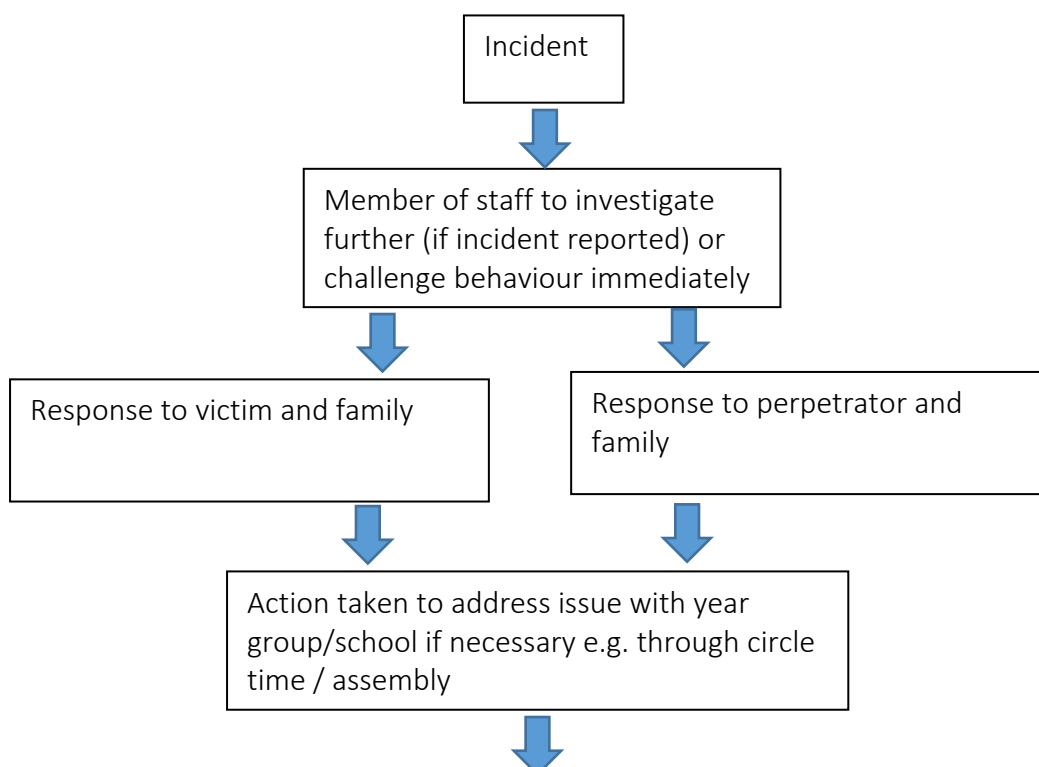 Incident
Member of staff to investigate
further (if incident reported) or
challenge behaviour immediately
Response to victim and family
Response to perpetrator and
family
Action taken to address issue with year
group/school if necessary e.g. through circle
time / assembly